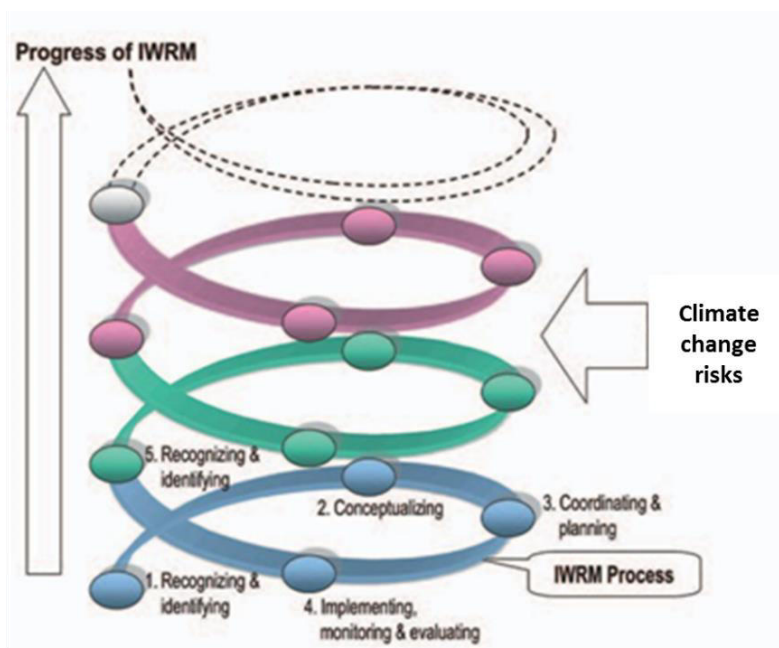 Progress of IWRM
Climate
change
risks
5. Recognizing &
identifying
2. Conceptualizing
3. Coordinating &
planning
IWRM Process
1. Recognizing &
identifying
4. Implementing,
monitoring & evaluating